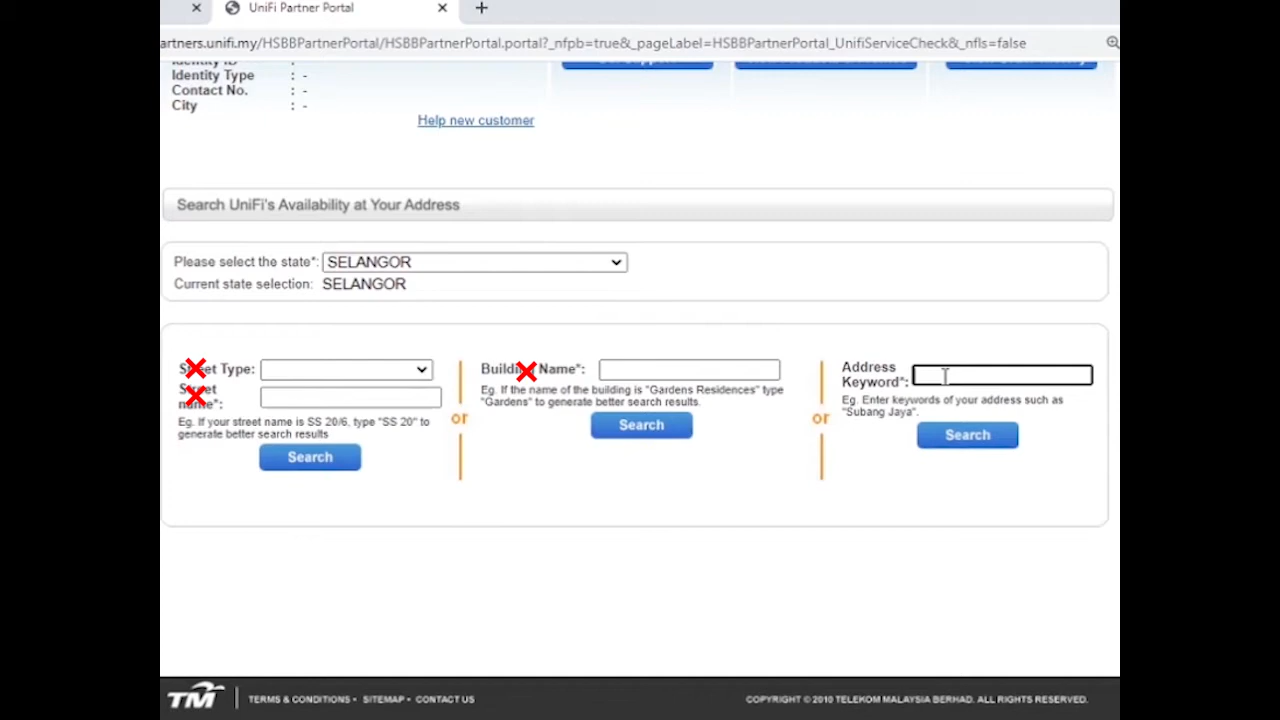 UniFi Partner Portal
artners.unifi.my/HSBBPartnerPortal/HSBBPartnerPortal.portal?_nfpb=true&_pageLabel=HSBBPartnerPortal_UnifiServiceCheck&_nfls=false
Identity ID :
Identity Type : -
Contact No. : -
City : -
Help new customer
Search UniFi's Availability at Your Address
Please select the state*: SELANGOR
Current state selection: SELANGOR
Street Type:
Street name*:
Eg. If your street name is SS 20/6, type "SS 20" to
generate better search results
Search
or
Building Name*:
Eg. If the name of the building is "Gardens Residences" type
"Gardens" to generate better search results.
Search
or
Address
Keyword*:
Eg. Enter keywords of your address such as
"Subang Jaya".
Search
TM TERMS & CONDITIONS • SITEMAP • CONTACT US
COPYRIGHT © 2010 TELEKOM MALAYSIA BERHAD. ALL RIGHTS RESERVED.